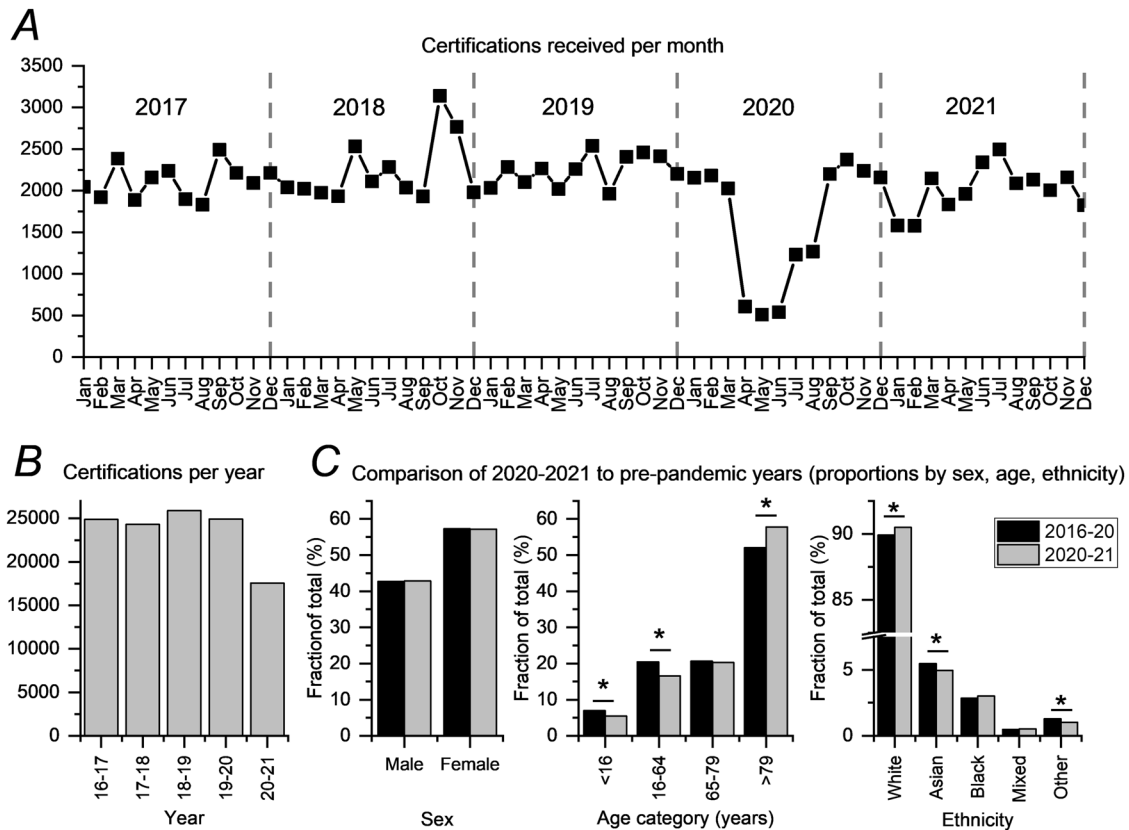 A
Certifications received per month
3500
3000
2500
2000
1500
1000
500
0
2017
2018
2019
2020
2021
Jan Feb Mar Apr May Jun Jul Aug Sep Oct Nov Dec Jan Feb Mar Apr May Jun Jul Aug Sep Oct Nov Dec Jan Feb Mar Apr May Jun Jul Aug Sep Oct Nov Dec Jan Feb Mar Apr May Jun Jul Aug Sep Oct Nov Dec Jan Feb Mar Apr May Jun Jul Aug Sep Oct Nov Dec
B
Certifications per year
25000
20000
15000
10000
5000
0
16-17
17-18
18-19
19-20
20-21
Year
C
Comparison of 2020-2021 to pre-pandemic years (proportions by sex, age, ethnicity)
Fractionof total (%)
60
50
40
30
20
10
0
Male
Female
Sex
Fraction of total (%)
60
50
40
30
20
10
0
*
*
*
<16
16-64
65-79
>79
Age category (years)
Fraction of total (%)
90
85
5
0
*
*
*
2016-20
2020-21
White
Asian
Black
Mixed
Other
Ethnicity